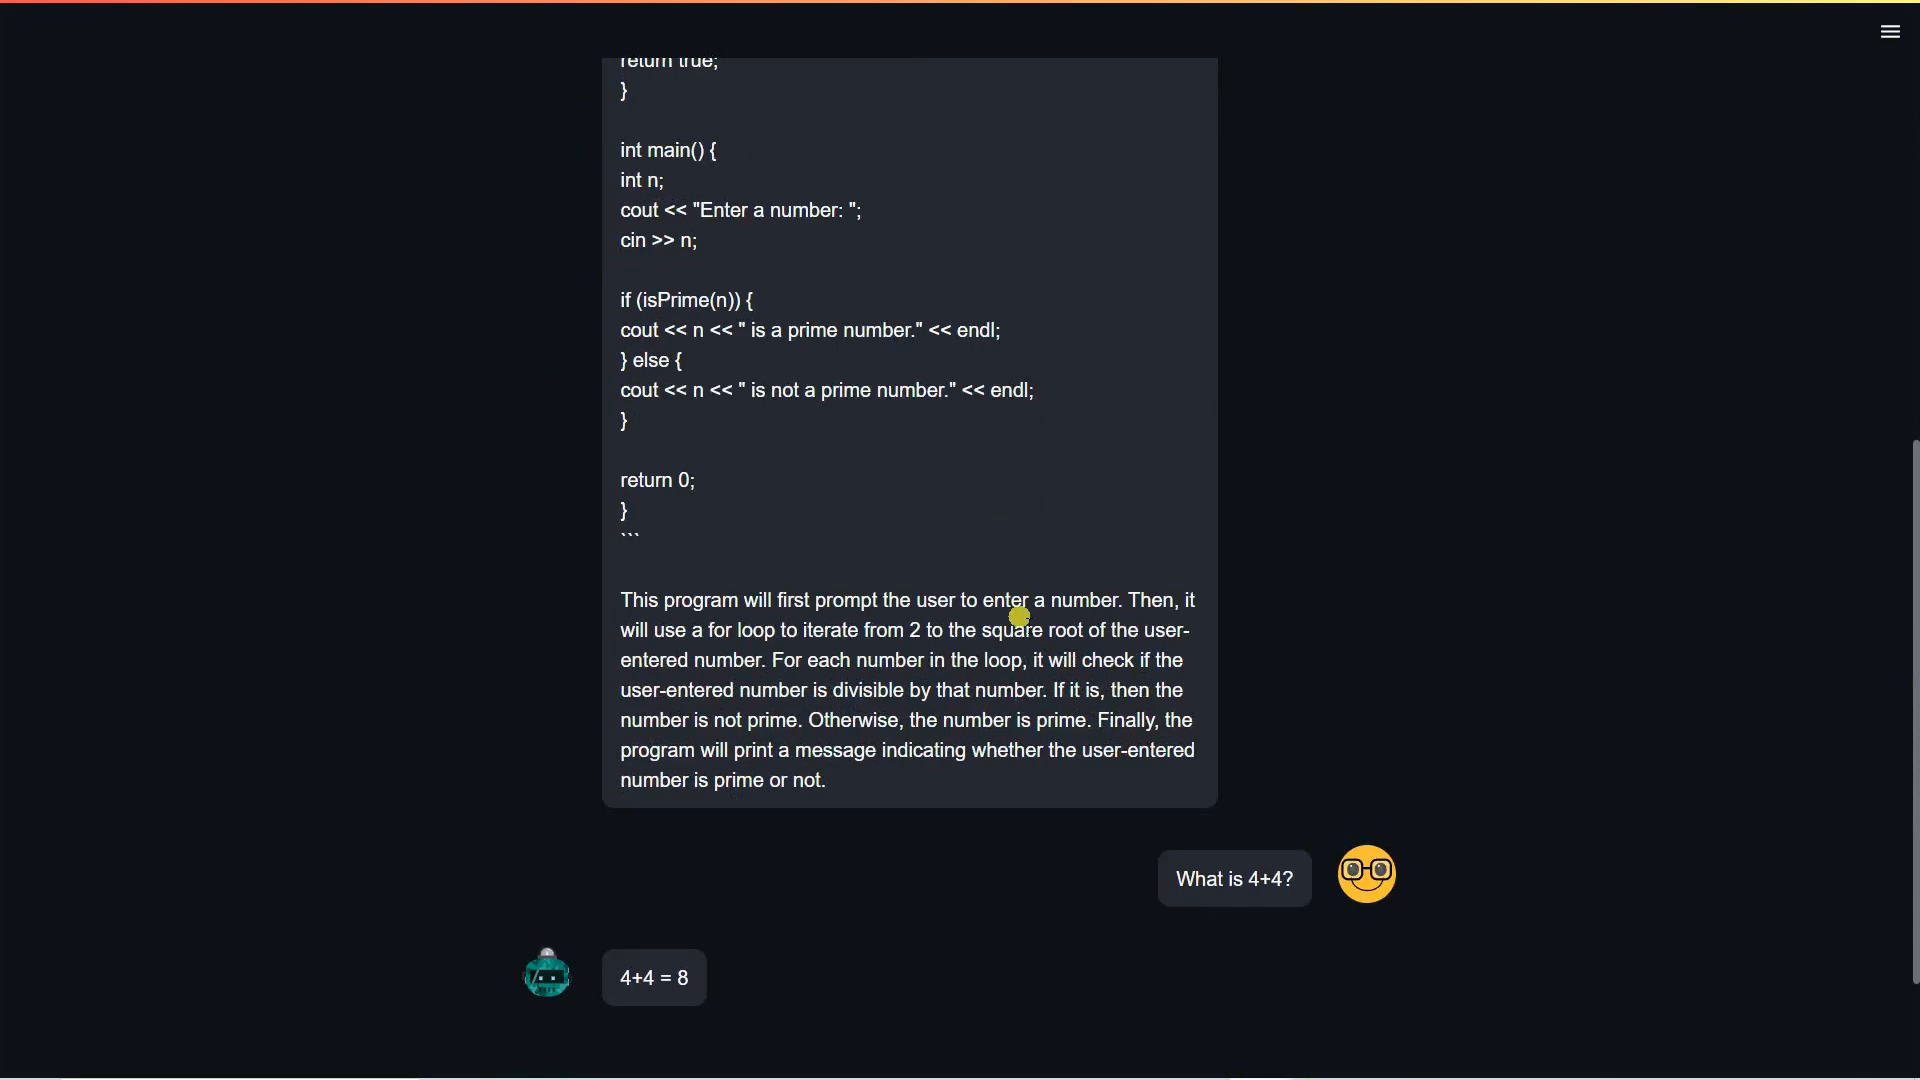 return true;
}
int main() {
int n;
cout << "Enter a number: ";
cin >> n;
if (isPrime(n)) {
cout << n << " is a prime number." << endl;
} else {
cout << n << " is not a prime number." << endl;
}
return 0;
}
```
This program will first prompt the user to enter a number. Then, it
will use a for loop to iterate from 2 to the square root of the user-
entered number. For each number in the loop, it will check if the
user-entered number is divisible by that number. If it is, then the
number is not prime. Otherwise, the number is prime. Finally, the
program will print a message indicating whether the user-entered
number is prime or not.
What is 4+4?
4+4 = 8